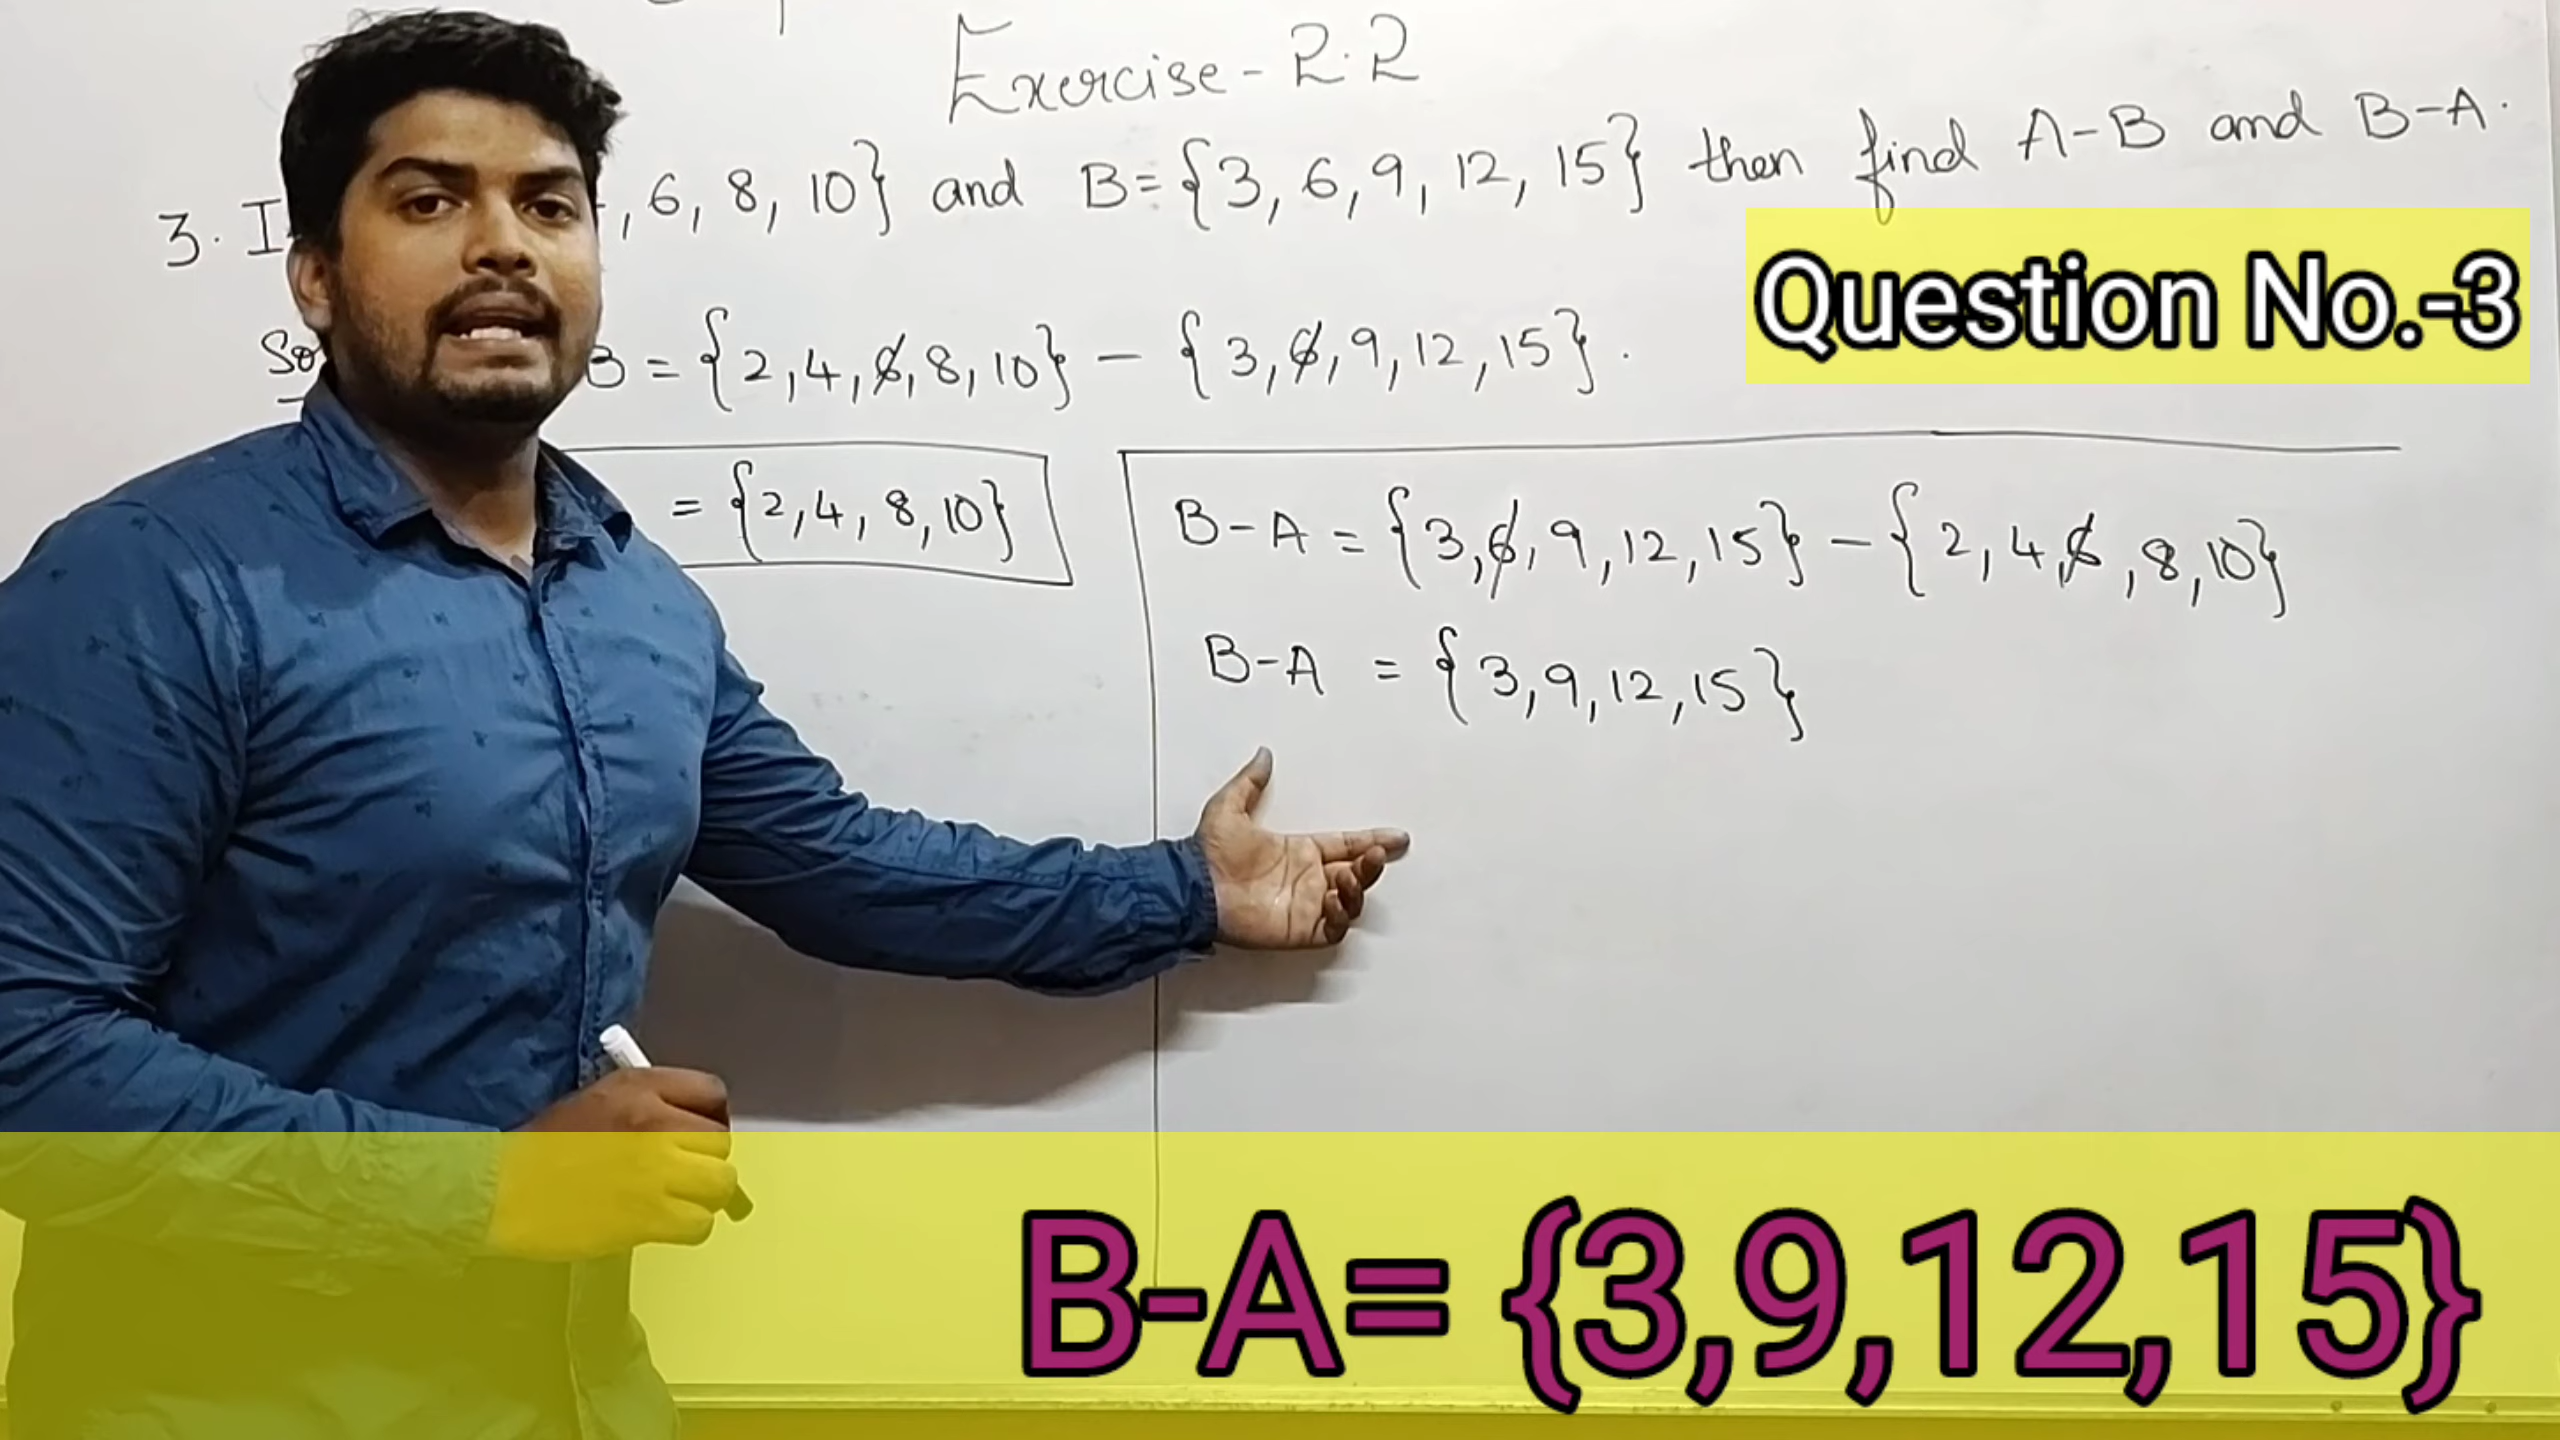 Exercise - 2.2
3. I , 6, 8, 10} and B = {3, 6, 9, 12, 15} then find A-B and B-A.
Question No.-3
So B = {2, 4, 6, 8, 10} - {3, 6, 9, 12, 15}.
= {2, 4, 8, 10}
B-A = {3, 6, 9, 12, 15} - {2, 4, 6, 8, 10}
B-A = {3, 9, 12, 15}
B-A= {3,9,12,15}